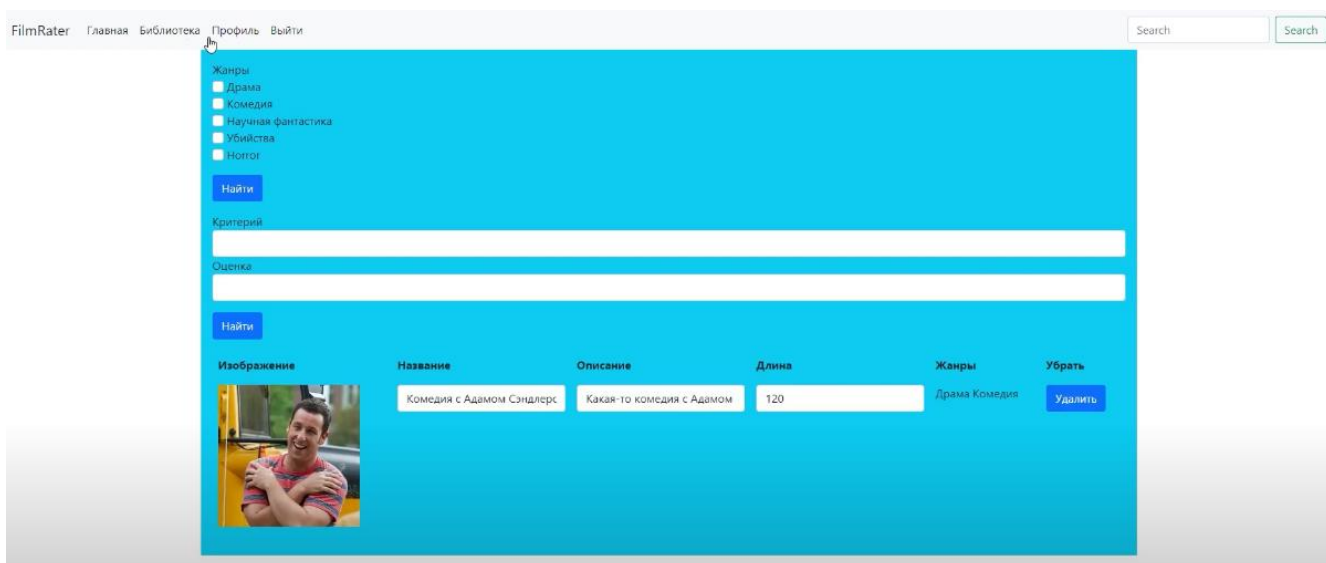 FilmRater Главная Библиотека Профиль Выйти Search Search
Жанры
Драма
Комедия
Научная фантастика
Убийства
Horror
Найти
Критерий
Оценка
Найти
Изображение Название Описание Длина Жанры Убрать
Комедия с Адамом Сэндлерс Какая-то комедия с Адамом 120 Драма Комедия Удалить